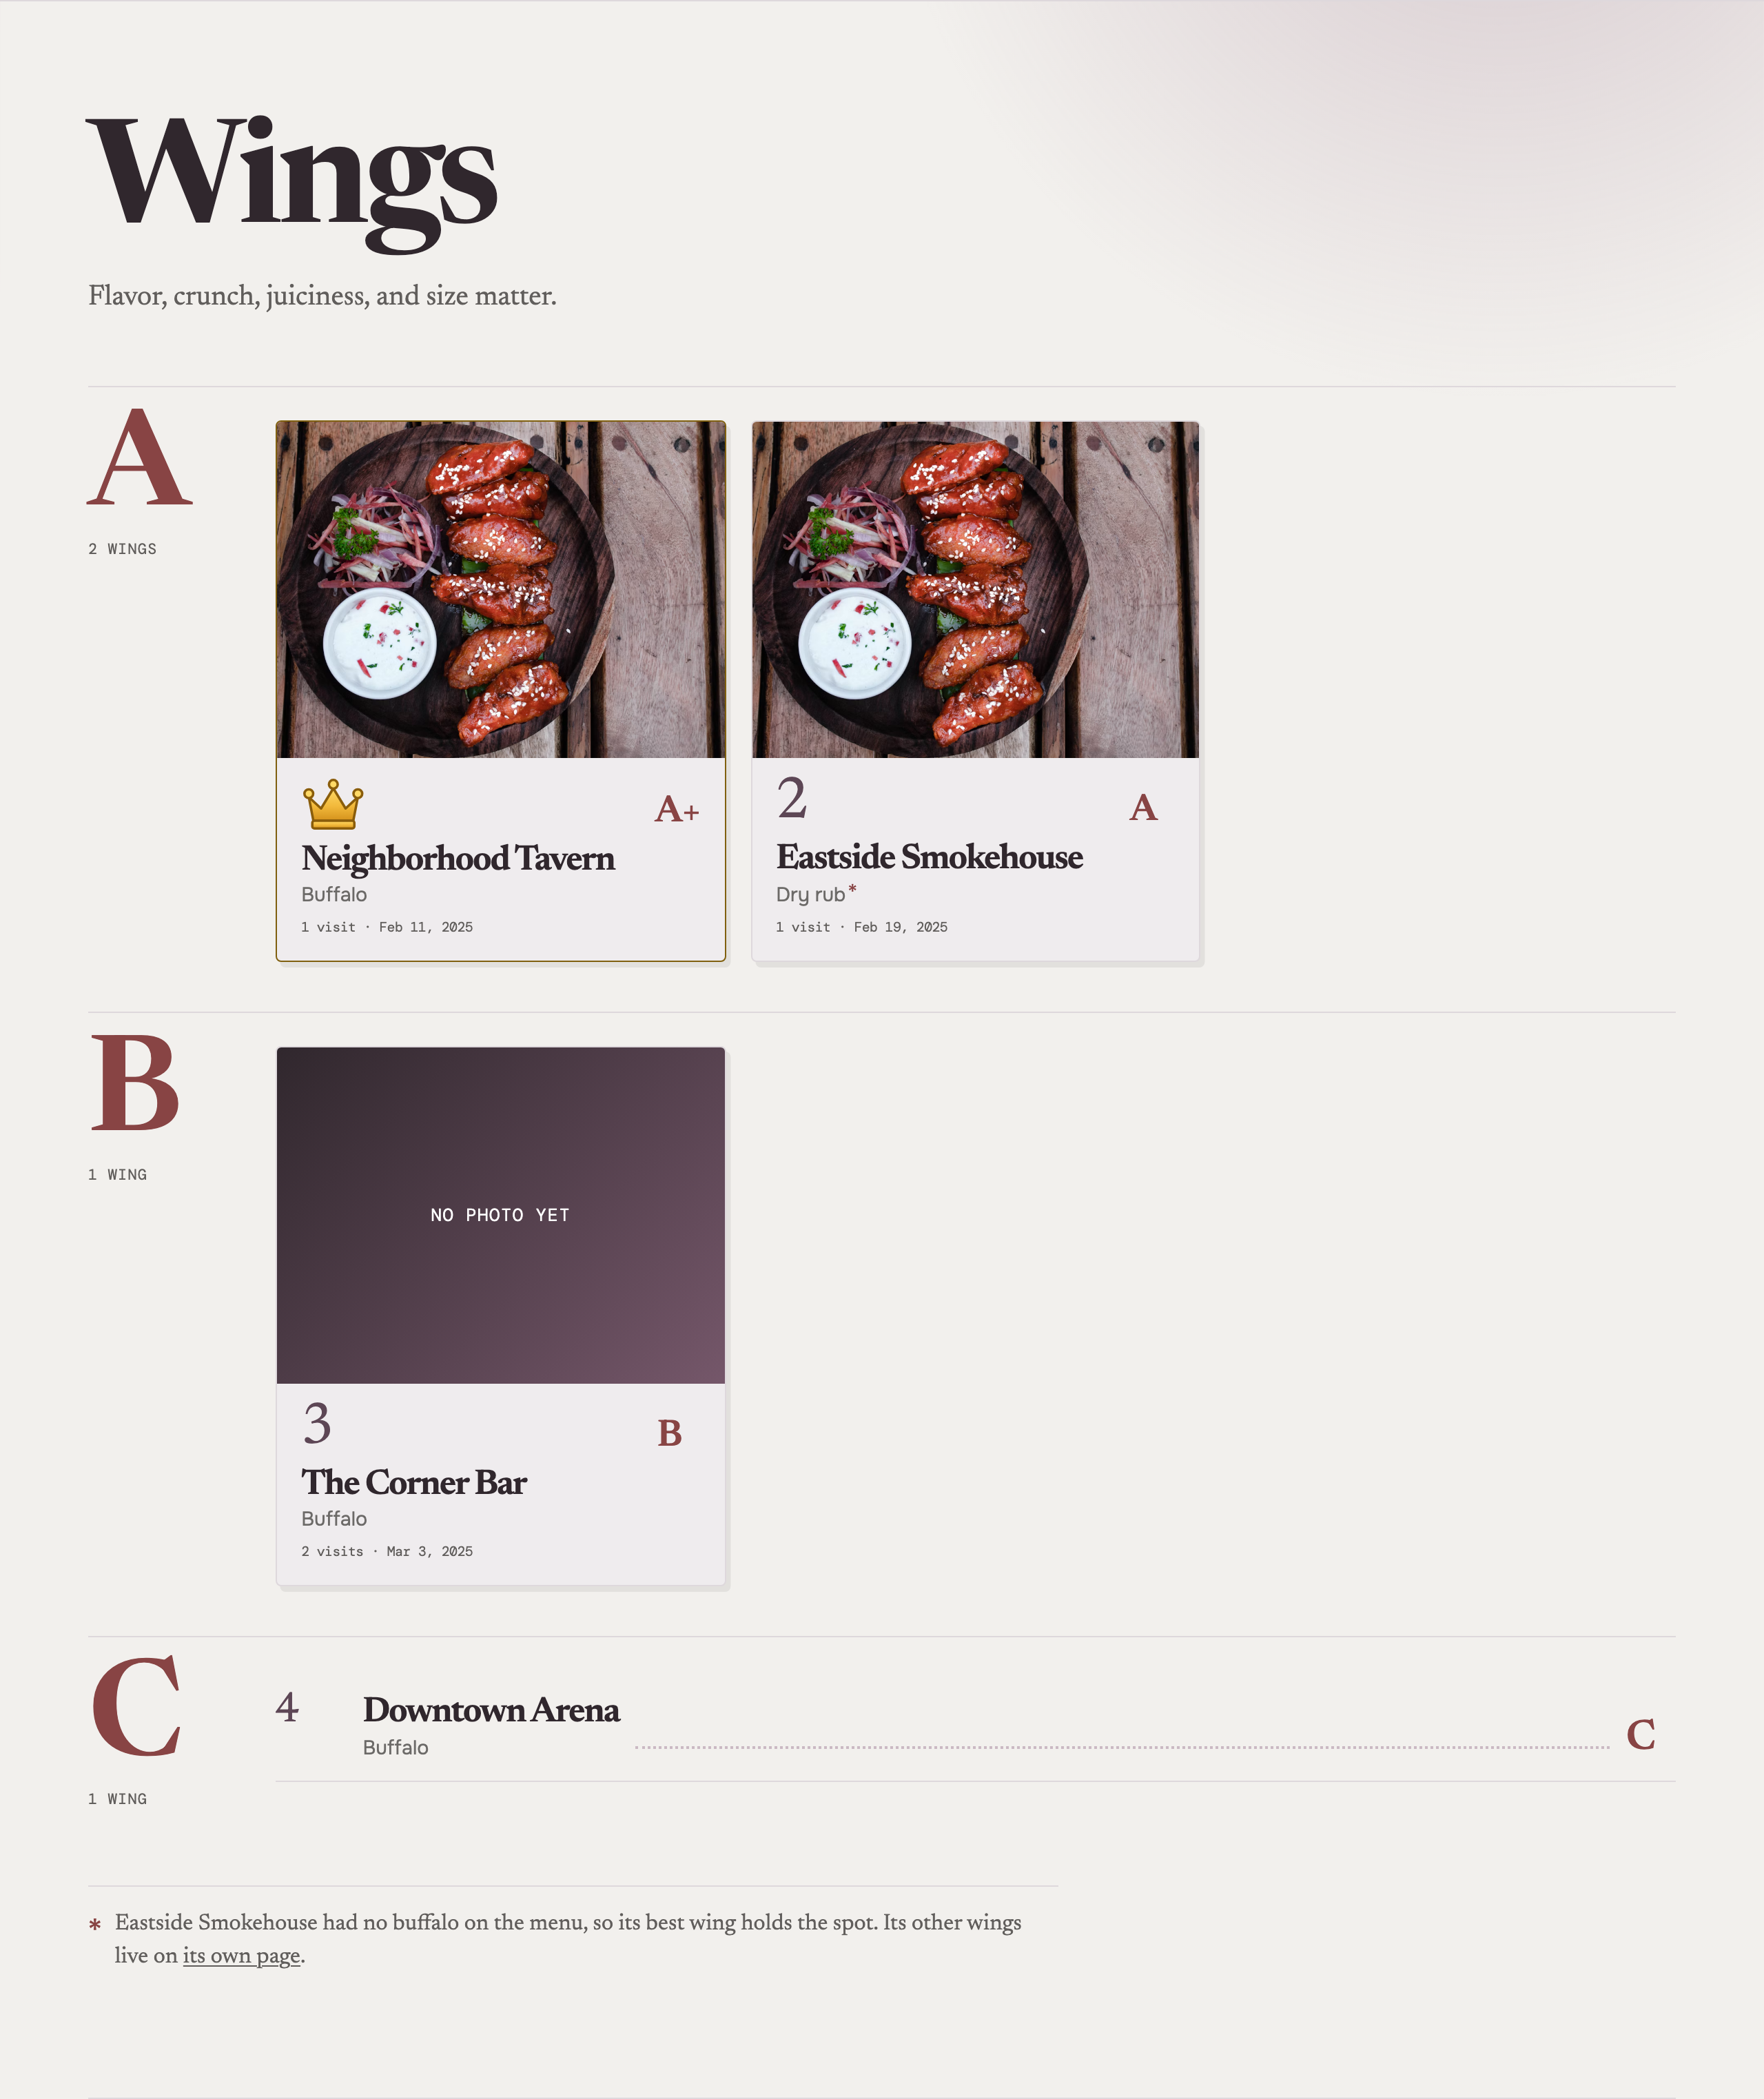 Wings
Flavor, crunch, juiciness, and size matter.
A
2 WINGS
A+
Neighborhood Tavern
Buffalo
1 visit · Feb 11, 2025
2
A
Eastside Smokehouse
Dry rub*
1 visit · Feb 19, 2025
B
1 WING
NO PHOTO YET
3
B
The Corner Bar
Buffalo
2 visits · Mar 3, 2025
C
1 WING
4
Downtown Arena
Buffalo
C
* Eastside Smokehouse had no buffalo on the menu, so its best wing holds the spot. Its other wings
live on its own page.